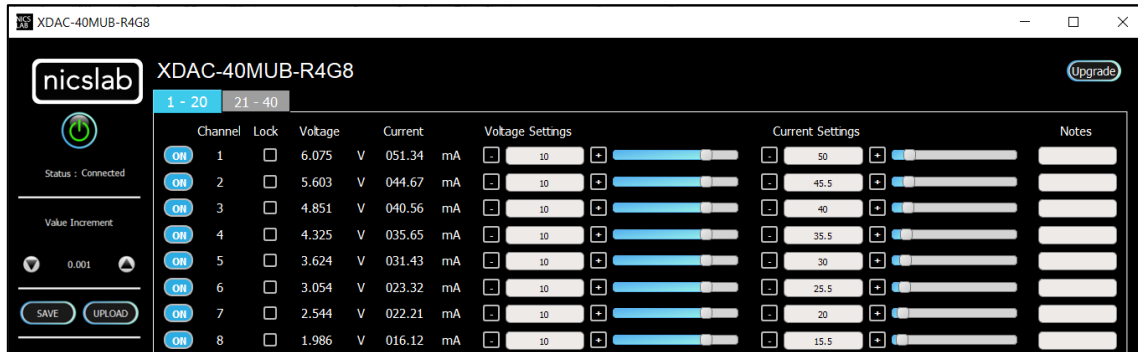 NICS LAB XDAC-40MUB-R4G8
nicslab XDAC-40MUB-R4G8 Upgrade
1 - 20 21 - 40
Channel Lock Voltage Current Voltage Settings Current Settings Notes
ON 1 6.075 V 051.34 mA - 10 + - 50 +
Status : Connected
ON 2 5.603 V 044.67 mA - 10 + - 45.5 +
ON 3 4.851 V 040.56 mA - 10 + - 40 +
Value Increment
ON 4 4.325 V 035.65 mA - 10 + - 35.5 +
0.001
ON 5 3.624 V 031.43 mA - 10 + - 30 +
ON 6 3.054 V 023.32 mA - 10 + - 25.5 +
SAVE UPLOAD
ON 7 2.544 V 022.21 mA - 10 + - 20 +
ON 8 1.986 V 016.12 mA - 10 + - 15.5 +